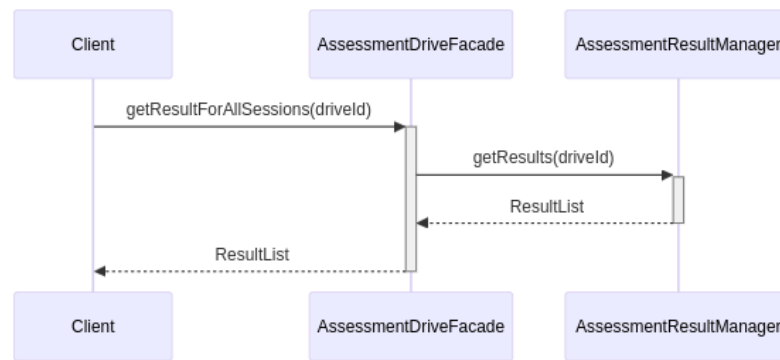 Client
AssessmentDriveFacade
AssessmentResultManager
getResultForAllSessions(driveId)
getResults(driveId)
ResultList
ResultList
Client
AssessmentDriveFacade
AssessmentResultManager